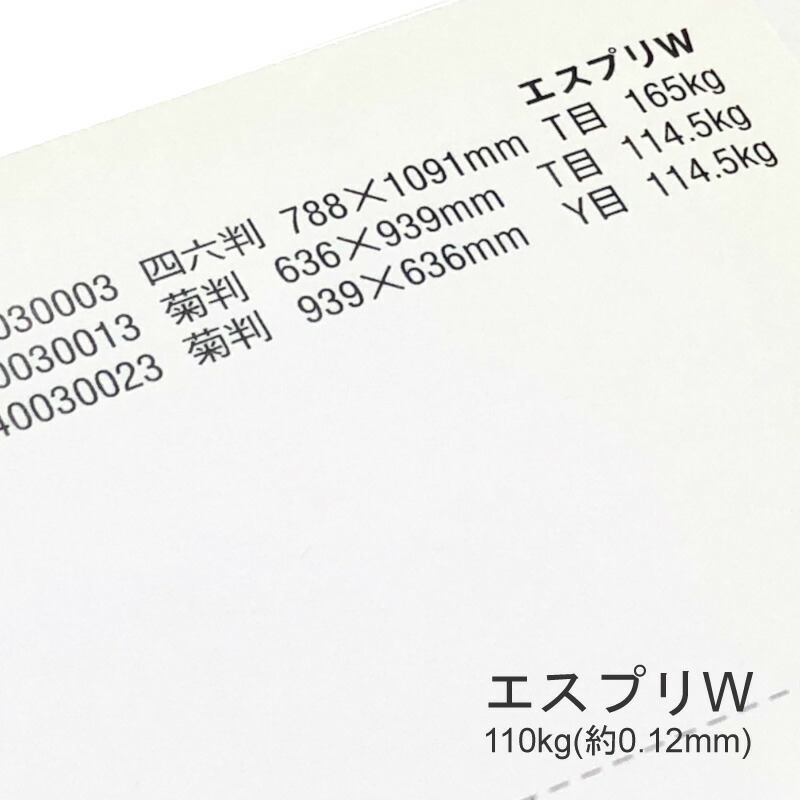 エスプリW
030003 四六判 788×1091mm T目 165kg
0030013 菊判 636×939mm T目 114.5kg
40030023 菊判 939×636mm Y目 114.5kg
エスプリW
110kg(約0.12mm)